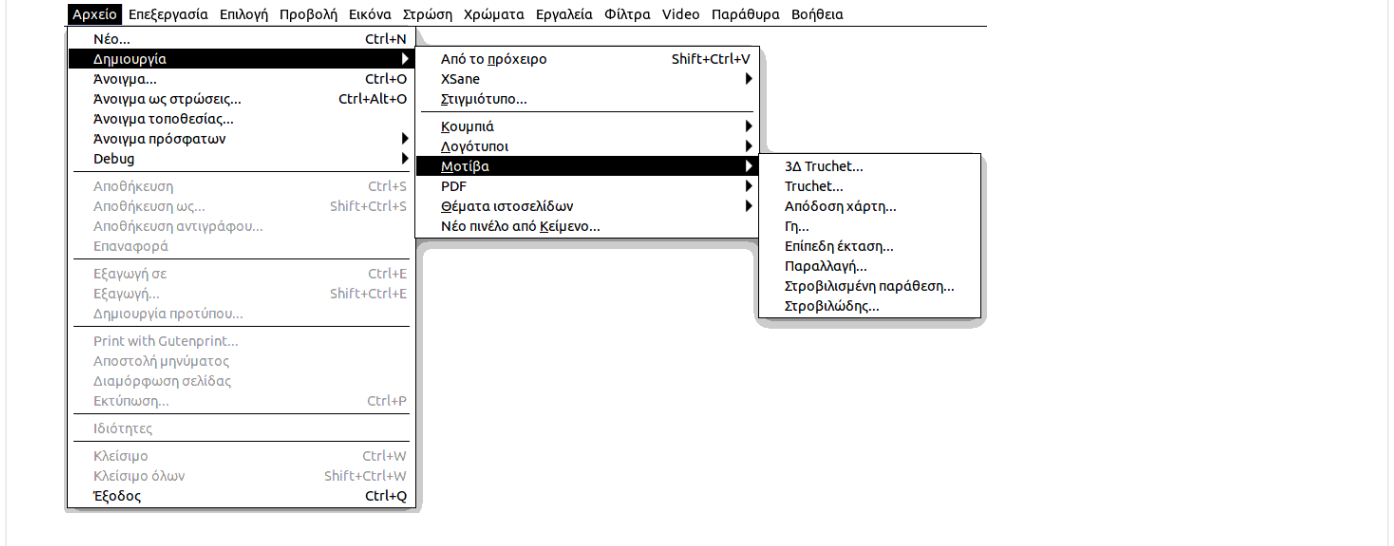 Αρχείο Επεξεργασία Επιλογή Προβολή Εικόνα Στρώση Χρώματα Εργαλεία Φίλτρα Video Παράθυρα Βοήθεια
Νέο... Ctrl+N
Δημιουργία
Άνοιγμα... Ctrl+O
Άνοιγμα ως στρώσεις... Ctrl+Alt+O
Άνοιγμα τοποθεσίας...
Άνοιγμα πρόσφατων
Debug
Αποθήκευση Ctrl+S
Αποθήκευση ως... Shift+Ctrl+S
Αποθήκευση αντιγράφου...
Επαναφορά
Εξαγωγή σε Ctrl+E
Εξαγωγή... Shift+Ctrl+E
Δημιουργία προτύπου...
Print with Gutenprint...
Αποστολή μηνύματος
Διαμόρφωση σελίδας
Εκτύπωση... Ctrl+P
Ιδιότητες
Κλείσιμο Ctrl+W
Κλείσιμο όλων Shift+Ctrl+W
Έξοδος Ctrl+Q
Από το πρόχειρο Shift+Ctrl+V
XSane
Στιγμιότυπο...
Κουμπιά
Λογότυποι
Μοτίβα
PDF
Θέματα ιστοσελίδων
Νέο πινέλο από Κείμενο...
3Δ Truchet...
Truchet...
Απόδοση χάρτη...
Γη...
Επίπεδη έκταση...
Παραλλαγή...
Στροβιλισμένη παράθεση...
Στροβιλώδης...